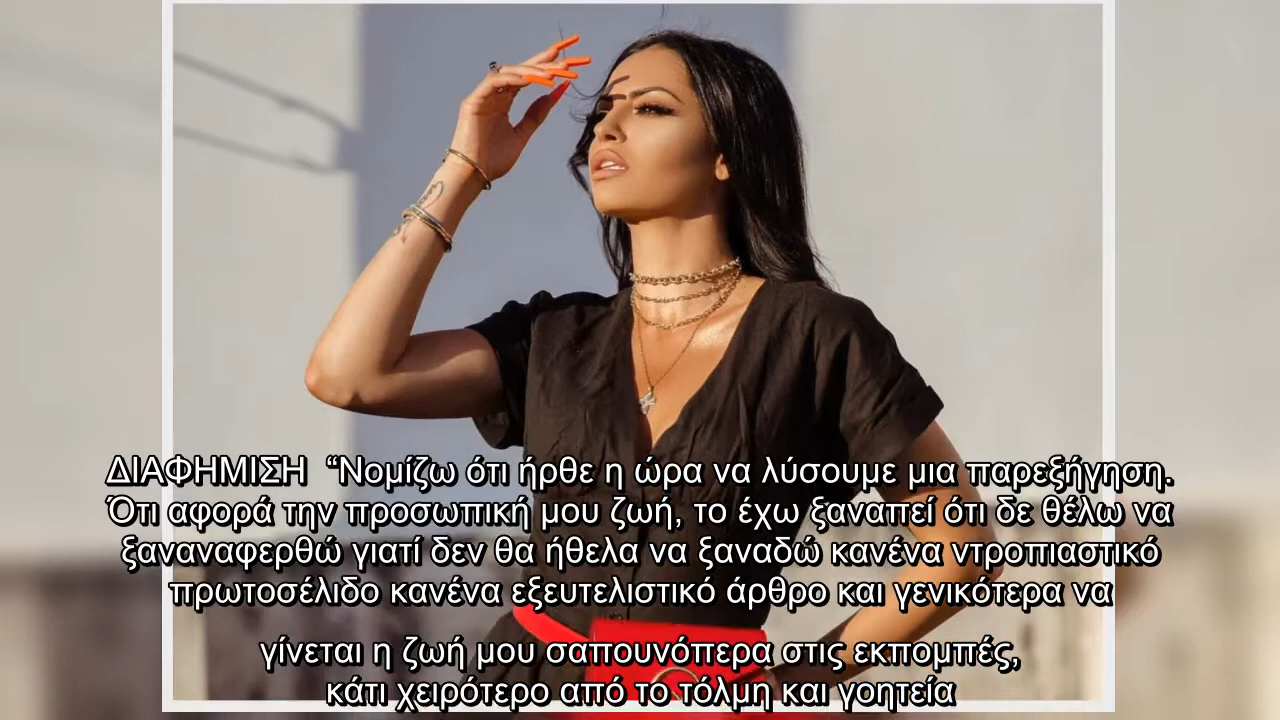 ΔΙΑΦΗΜΙΣΗ “Νομίζω ότι ήρθε η ώρα να λύσουμε μια παρεξήγηση.
Ότι αφορά την προσωπική μου ζωή, το έχω ξαναπεί ότι δε θέλω να
ξαναναφερθώ γιατί δεν θα ήθελα να ξαναδώ κανένα ντροπιαστικό
πρωτοσέλιδο κανένα εξευτελιστικό άρθρο και γενικότερα να
γίνεται η ζωή μου σαπουνόπερα στις εκπομπές,
κάτι χειρότερο από το τόλμη και γοητεία